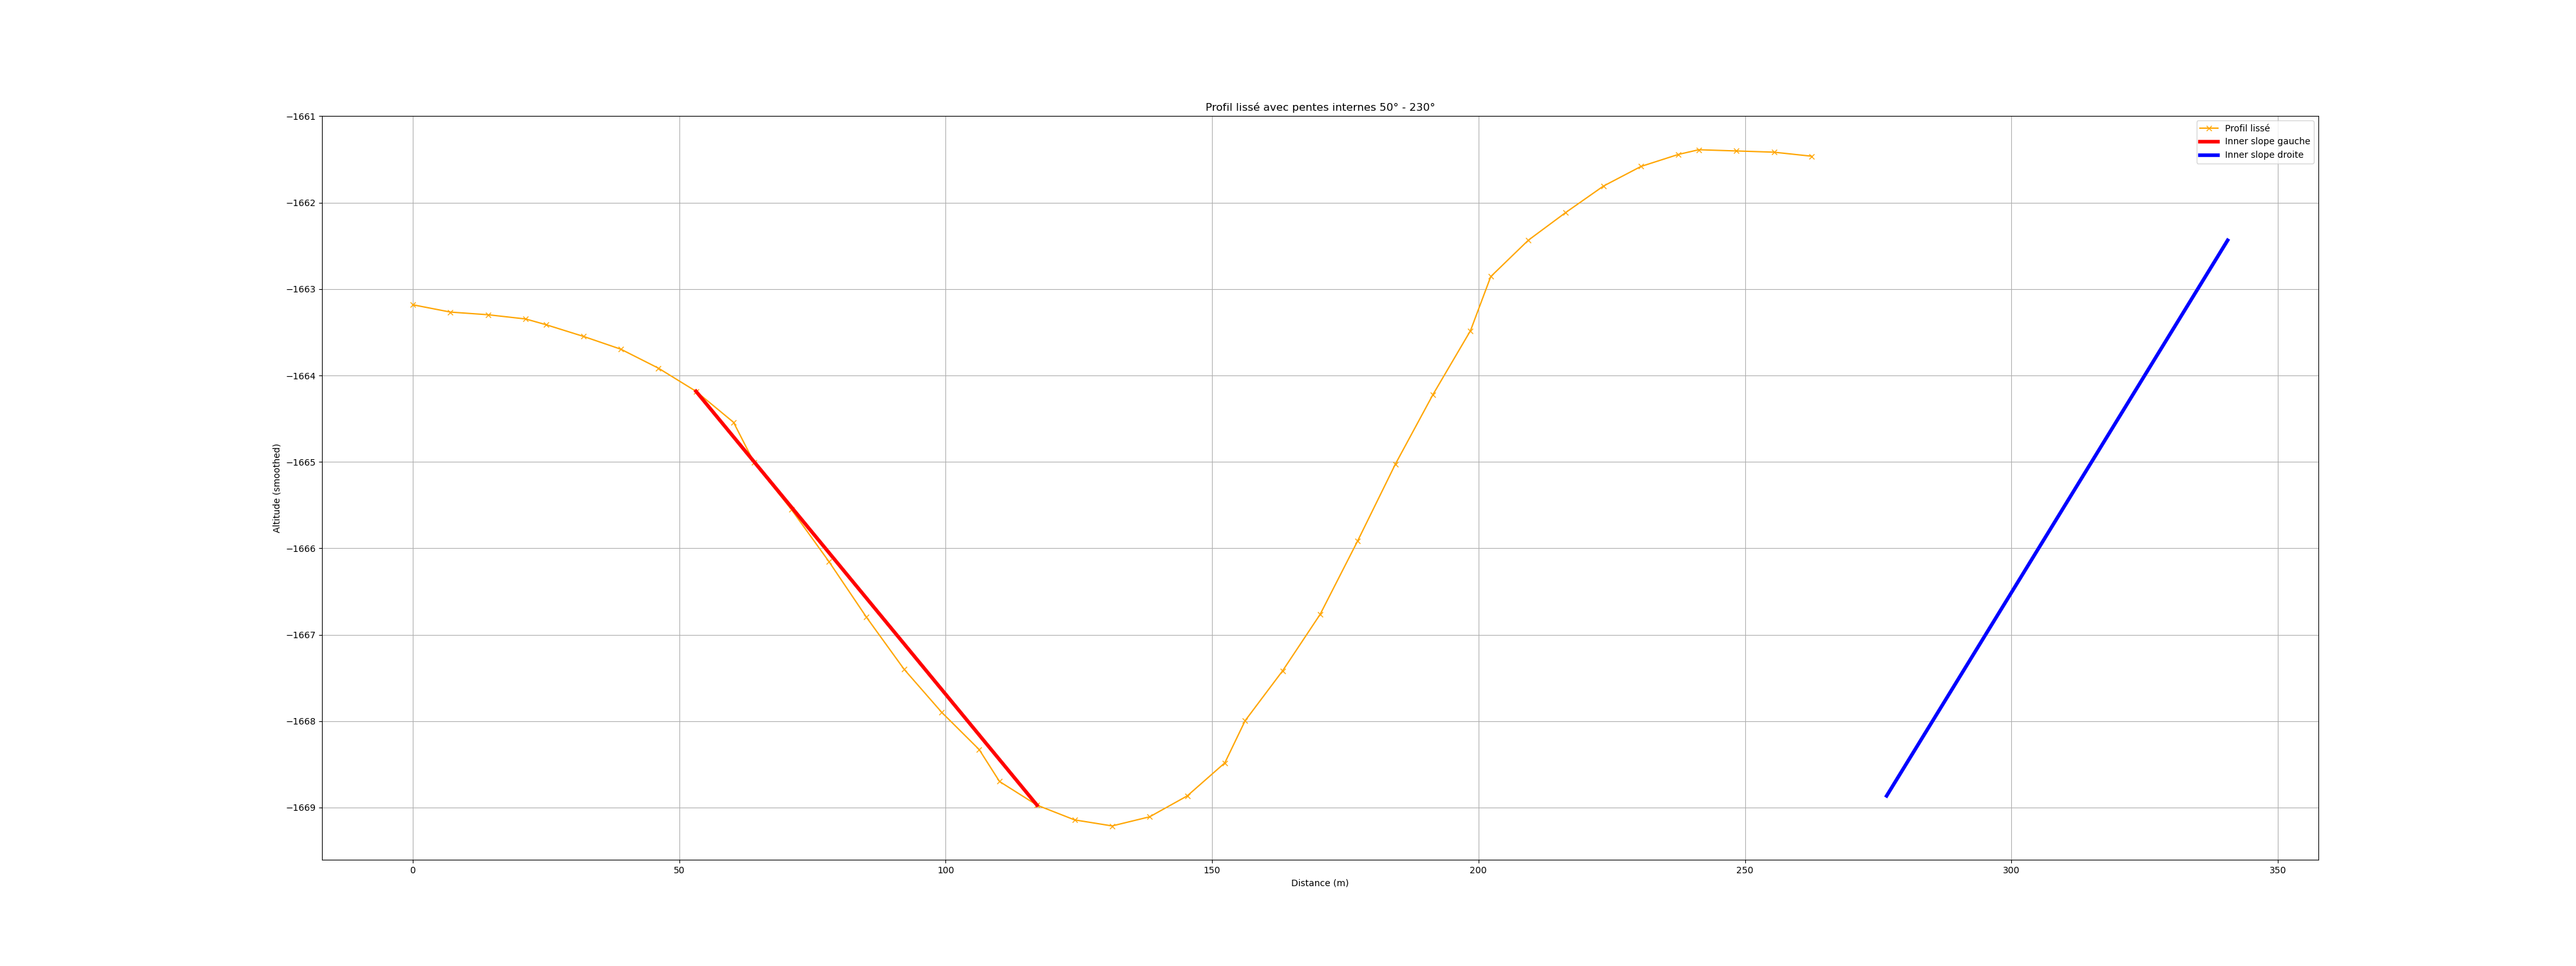 Profil lissé avec pentes internes 50° - 230°
−1661
−1662
−1663
−1664
−1665
−1666
−1667
−1668
−1669
Altitude (smoothed)
Profil lissé
Inner slope gauche
Inner slope droite
0 50 100 150 200 250 300 350
Distance (m)